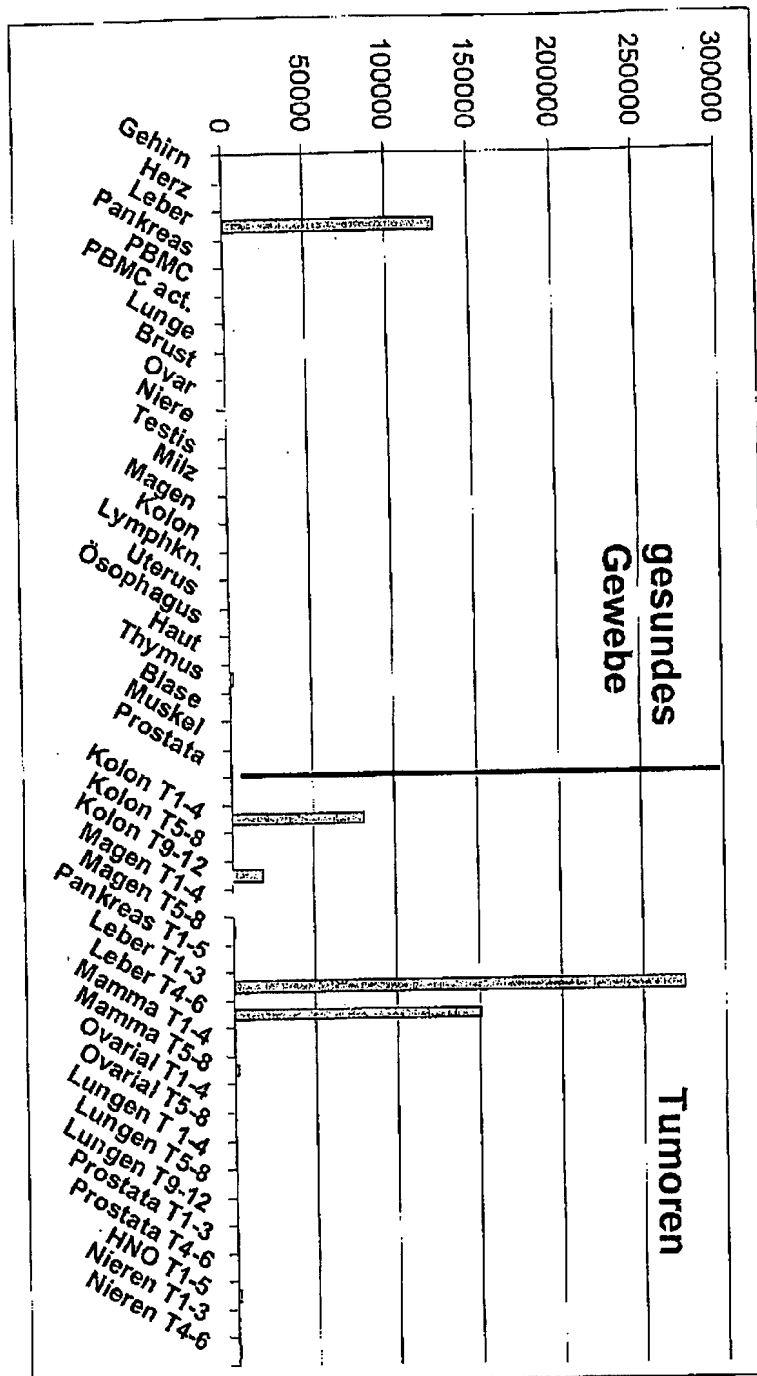 300000
250000
200000
150000
100000
50000
0
gesundes
Gewebe
Tumoren
Gehirn
Herz
Leber
Pankreas
PBMC
PBMC act.
Lunge
Brust
Ovar
Niere
Testis
Milz
Magen
Kolon
Lymphkn.
Uterus
Ösophagus
Haut
Thymus
Blase
Muskel
Prostata
Kolon T1-4
Kolon T5-8
Kolon T9-12
Magen T1-4
Magen T5-8
Pankreas T1-5
Leber T1-3
Leber T4-6
Mamma T1-4
Mamma T5-8
Ovarial T1-4
Ovarial T5-8
Lungen T 1-4
Lungen T5-8
Lungen T9-12
Prostata T1-3
Prostata T4-6
HNO T1-5
Nieren T1-3
Nieren T4-6